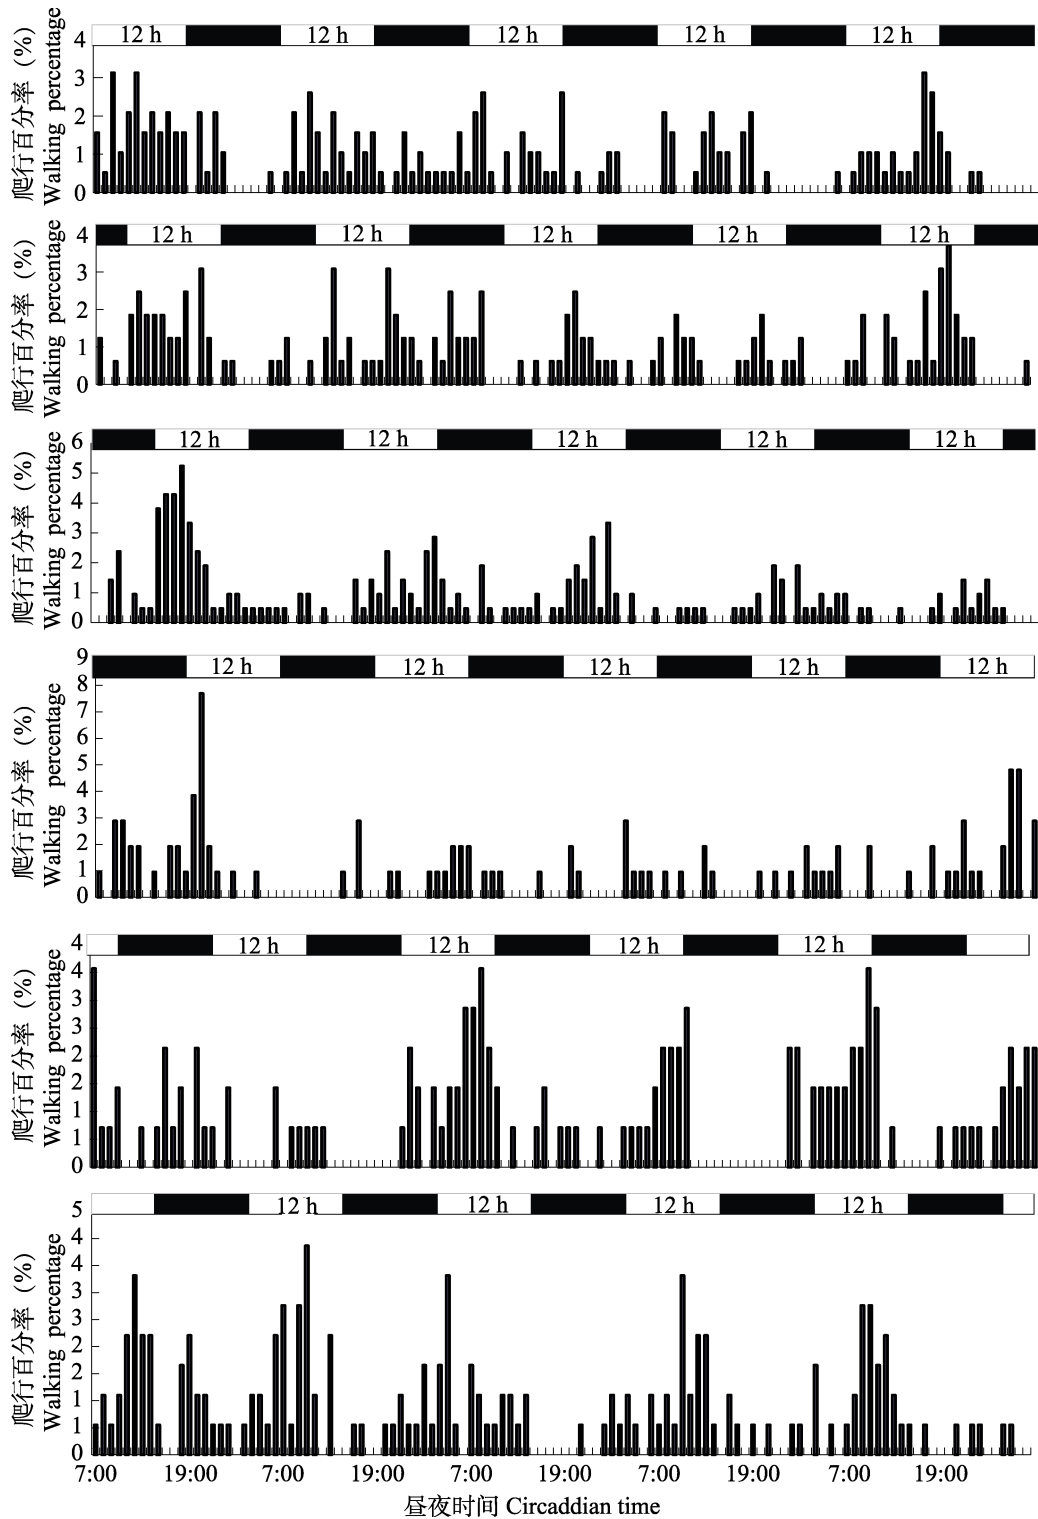 12 h 12 h 12 h 12 h 12 h
爬行百分率 (%)
Walking percentage
4
3
2
1
0
12 h 12 h 12 h 12 h 12 h
爬行百分率 (%)
Walking percentage
4
3
2
1
0
12 h 12 h 12 h 12 h 12 h
爬行百分率 (%)
Walking percentage
6
5
4
3
2
1
0
12 h 12 h 12 h 12 h 12 h
爬行百分率 (%)
Walking percentage
9
8
7
6
5
4
3
2
1
0
12 h 12 h 12 h 12 h
爬行百分率 (%)
Walking percentage
4
4
3
3
2
2
1
1
0
12 h 12 h 12 h 12 h
爬行百分率 (%)
Walking percentage
5
4
4
3
3
2
2
1
1
0
7:00 19:00 7:00 19:00 7:00 19:00 7:00 19:00 7:00 19:00
昼夜时间 Circaddian time